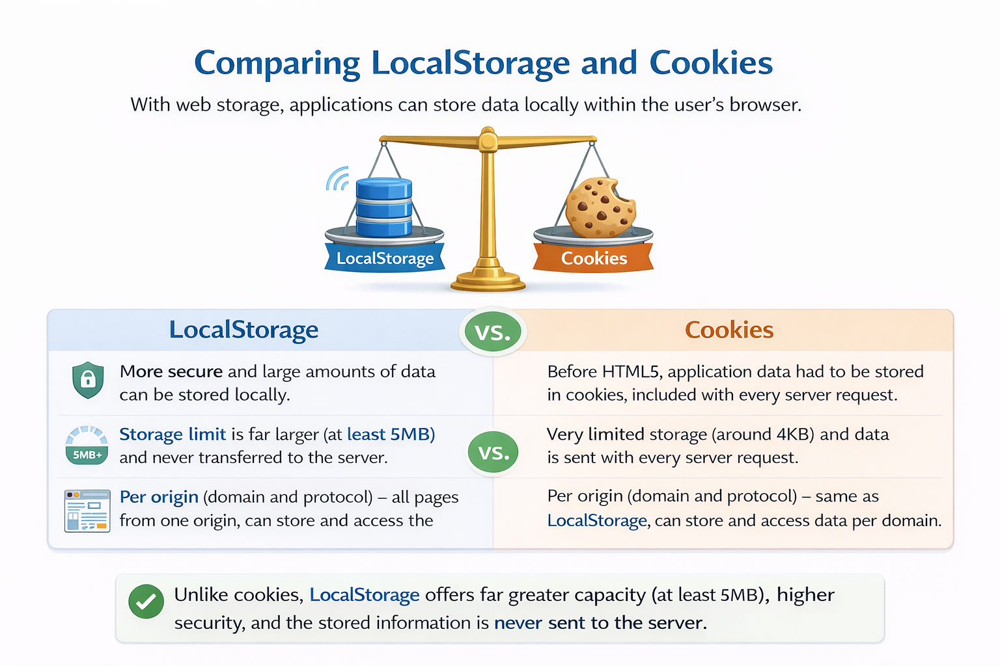 Comparing LocalStorage and Cookies
With web storage, applications can store data locally within the user's browser.
LocalStorage
Cookies
LocalStorage
VS.
Cookies
More secure and large amounts of data
can be stored locally.
Before HTML5, application data had to be stored
in cookies, included with every server request.
5MB+
Storage limit is far larger (at least 5MB)
and never transferred to the server.
VS.
Very limited storage (around 4KB) and data
is sent with every server request.
Per origin (domain and protocol) – all pages
from one origin, can store and access the
Per origin (domain and protocol) – same as
LocalStorage, can store and access data per domain.
Unlike cookies, LocalStorage offers far greater capacity (at least 5MB), higher
security, and the stored information is never sent to the server.